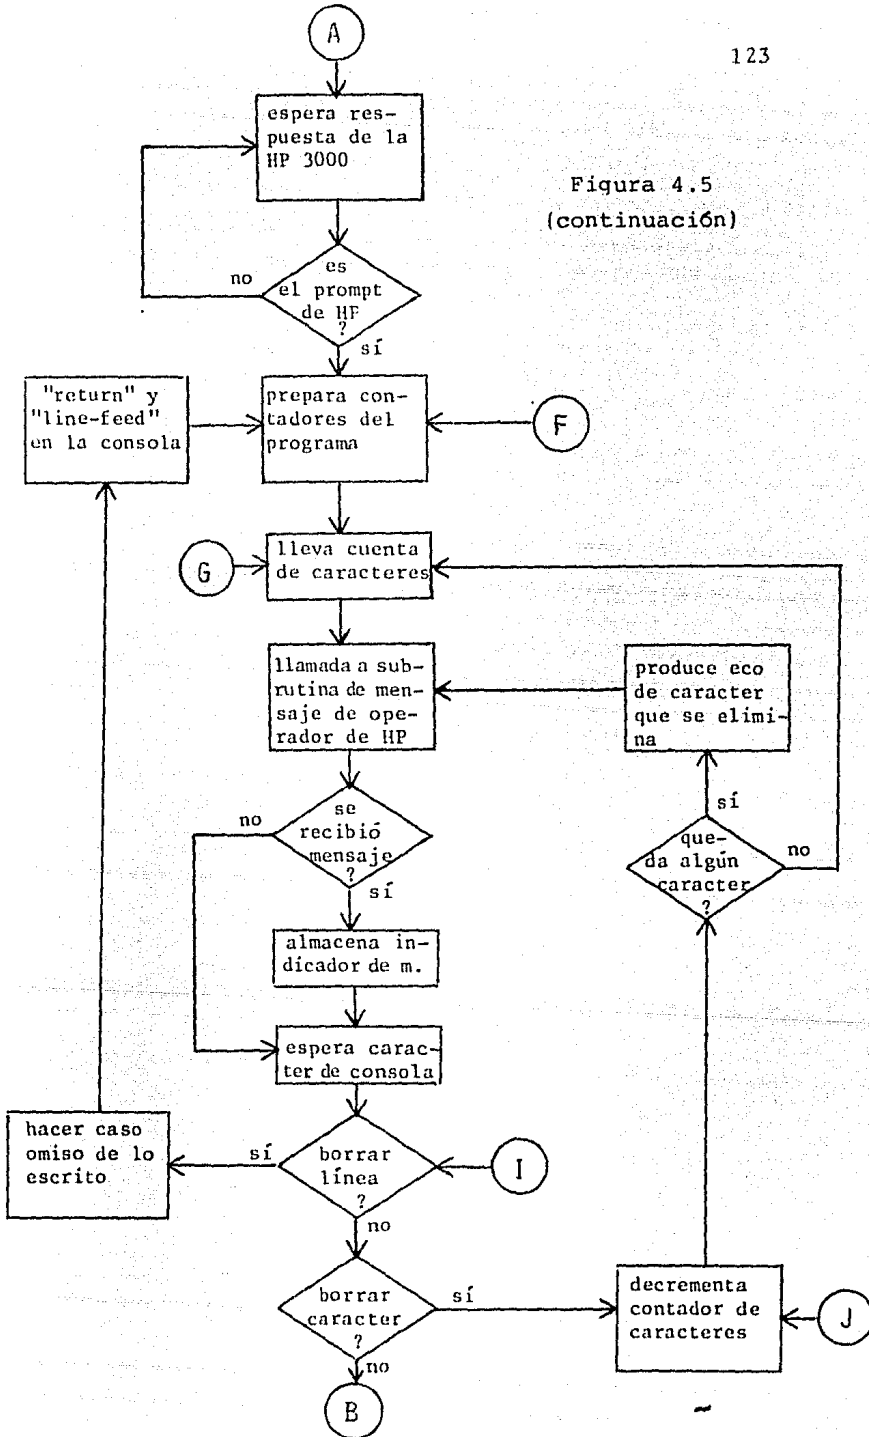 A
123
espera res-
puesta de la
HP 3000
Figura 4.5
(continuación)
no
es
el prompt
de HP
?
sí
"return" y
"line-feed"
en la consola
prepara con-
tadores del
programa
F
G
lleva cuenta
de caracteres
llamada a sub-
rutina de men-
saje de ope-
rador de HP
produce eco
de caracter
que se elimi-
na
no
se
recibió
mensaje
?
sí
sí
que-
da algún
caracter
?
no
almacena in-
dicador de m.
espera carac-
ter de consola
hacer caso
omiso de lo
escrito
sí
borrar
línea
?
I
no
borrar
caracter
?
sí
decrementa
contador de
caracteres
J
no
B